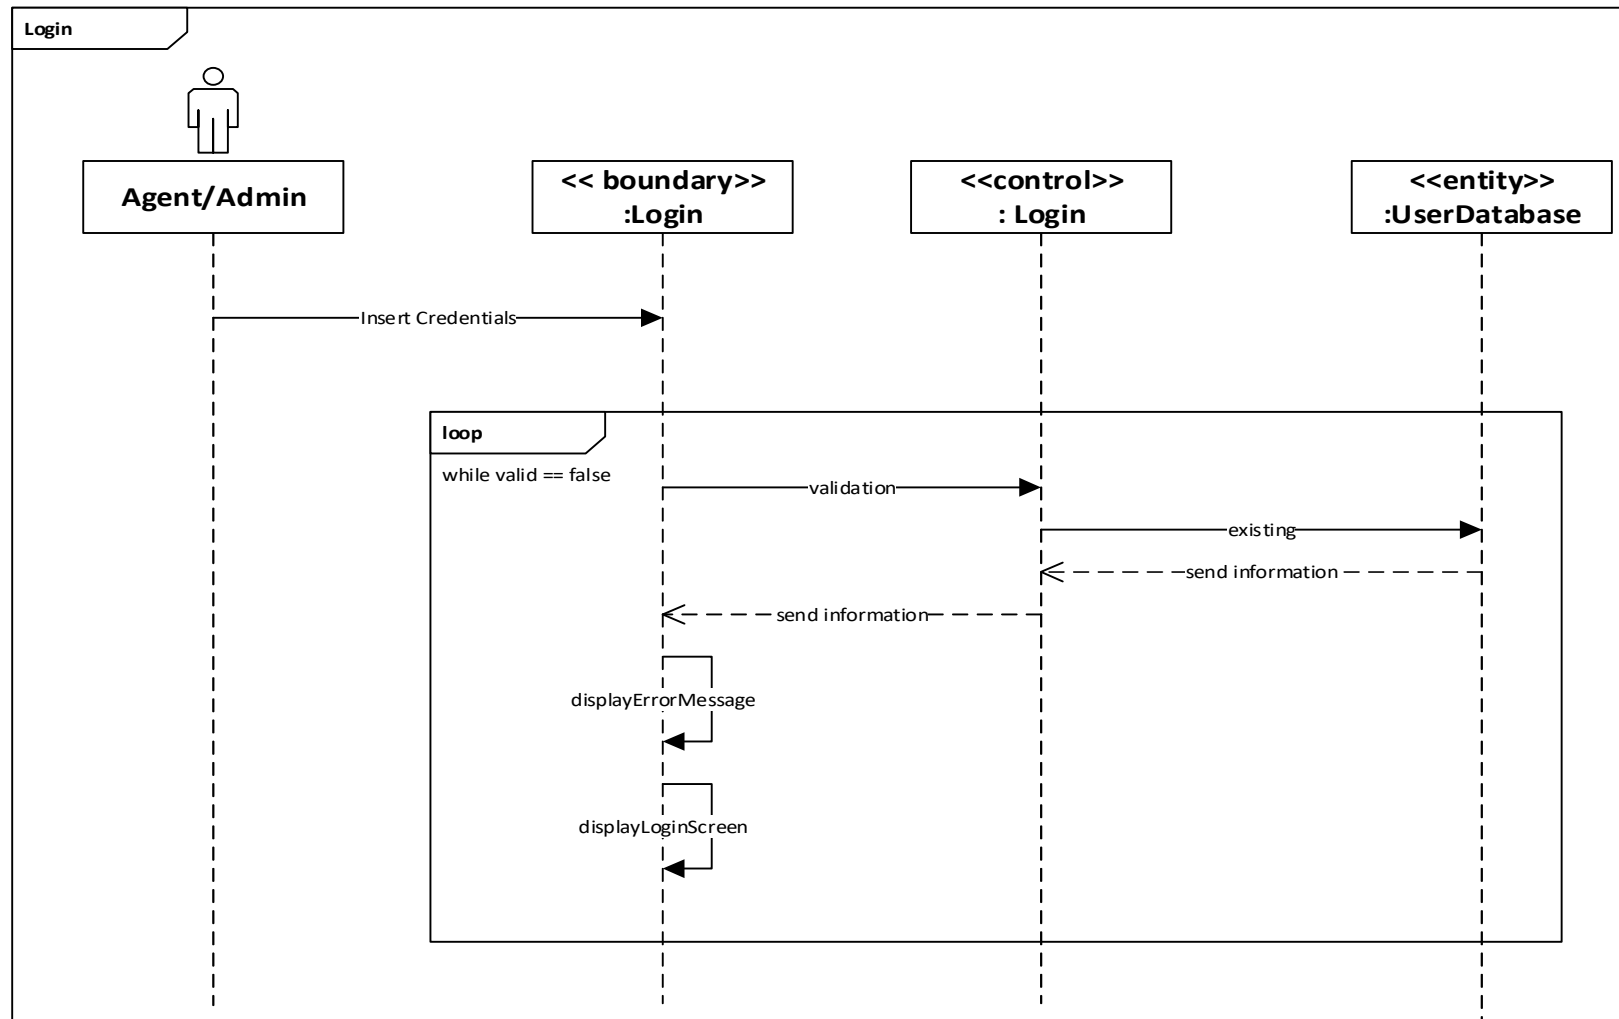 Login
Agent/Admin
<< boundary>>
:Login
<<control>>
: Login
<<entity>>
:UserDatabase
Insert Credentials
loop
while valid == false
validation
existing
send information
send information
displayErrorMessage
displayLoginScreen